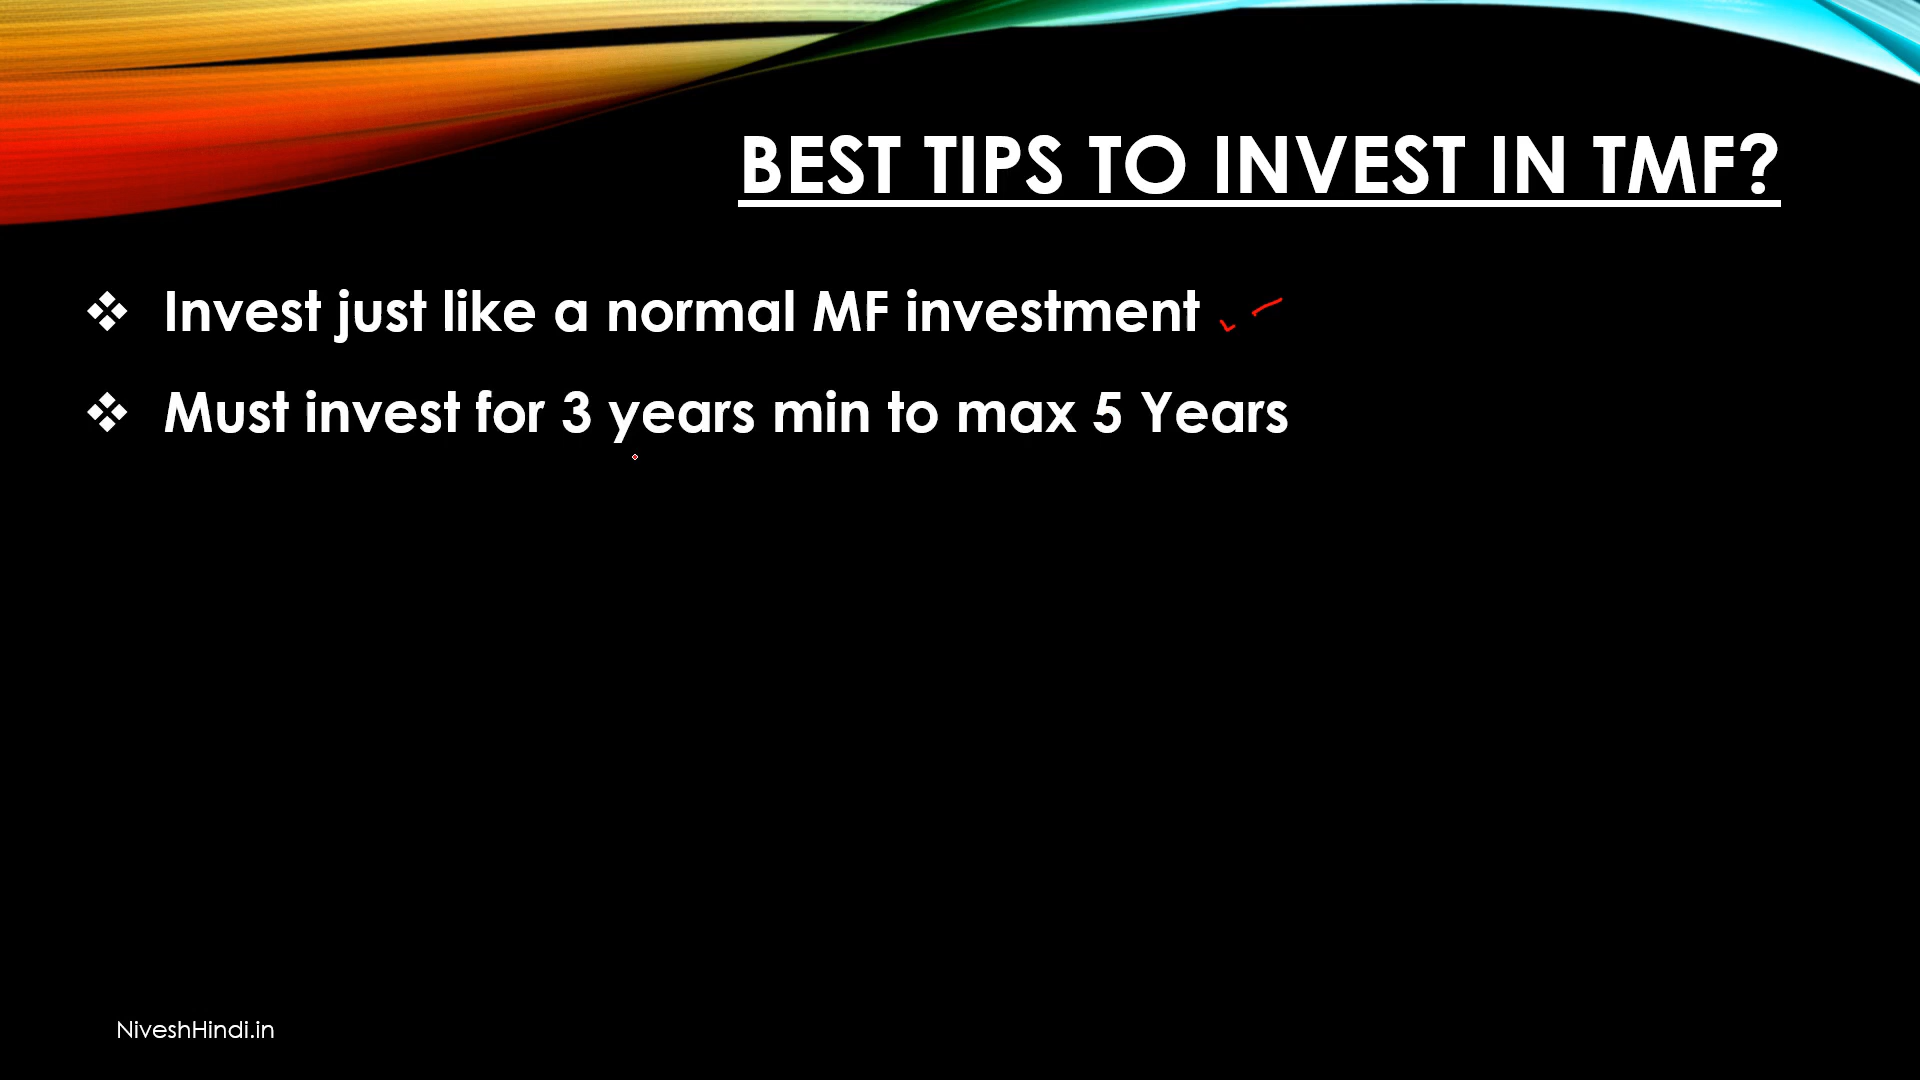 BEST TIPS TO INVEST IN TMF?
❖ Invest just like a normal MF investment
❖ Must invest for 3 years min to max 5 Years
NiveshHindi.in